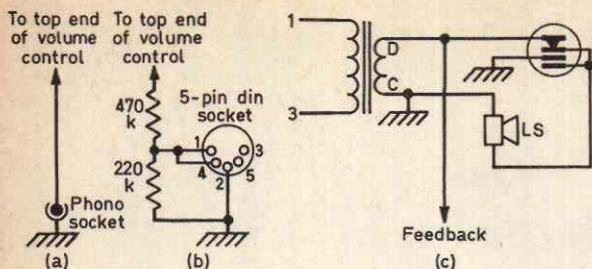 To top end
of volume
control
To top end
of volume
control
470
k
220
k
5-pin din
socket
1
3
4
5
2
Phono
socket
(a)
(b)
1
3
D
C
LS
Feedback
(c)